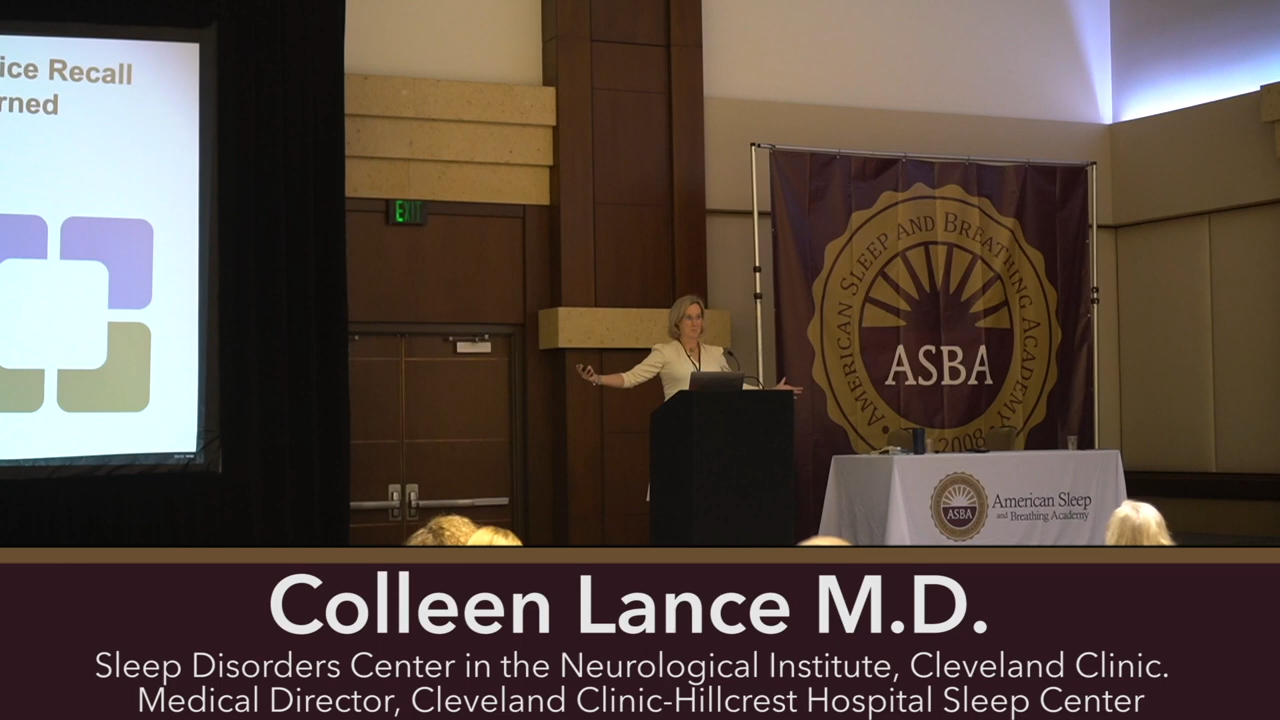 ice Recall
rned
EXIT
AMERICAN SLEEP AND BREATHING ACADEMY
ASBA
2008
ASBA
American Sleep
and Breathing Academy
Colleen Lance M.D.
Sleep Disorders Center in the Neurological Institute, Cleveland Clinic.
Medical Director, Cleveland Clinic-Hillcrest Hospital Sleep Center